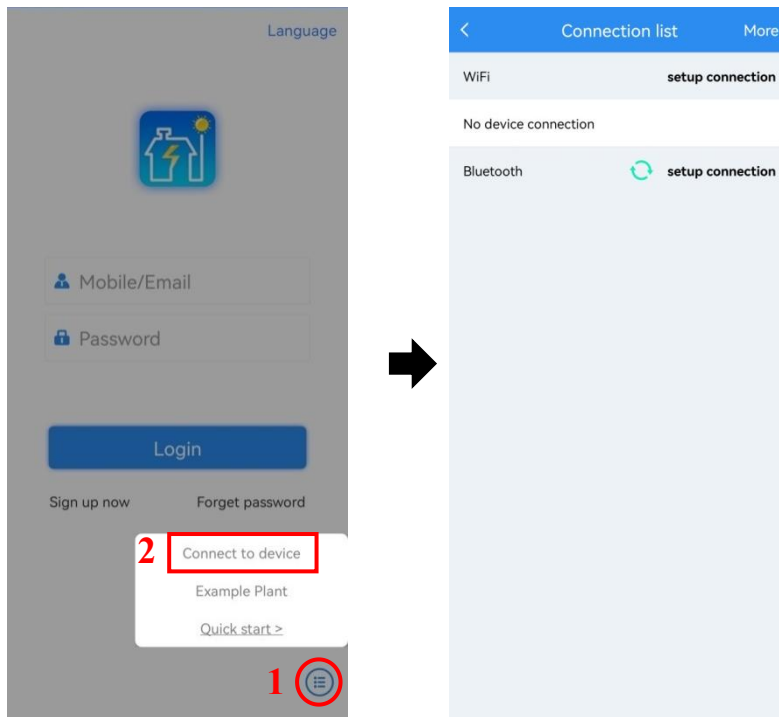 Language
Mobile/Email
Password
Login
Sign up now Forget password
2 Connect to device
Example Plant
Quick start >
1
< Connection list More
WiFi setup connection
No device connection
Bluetooth setup connection